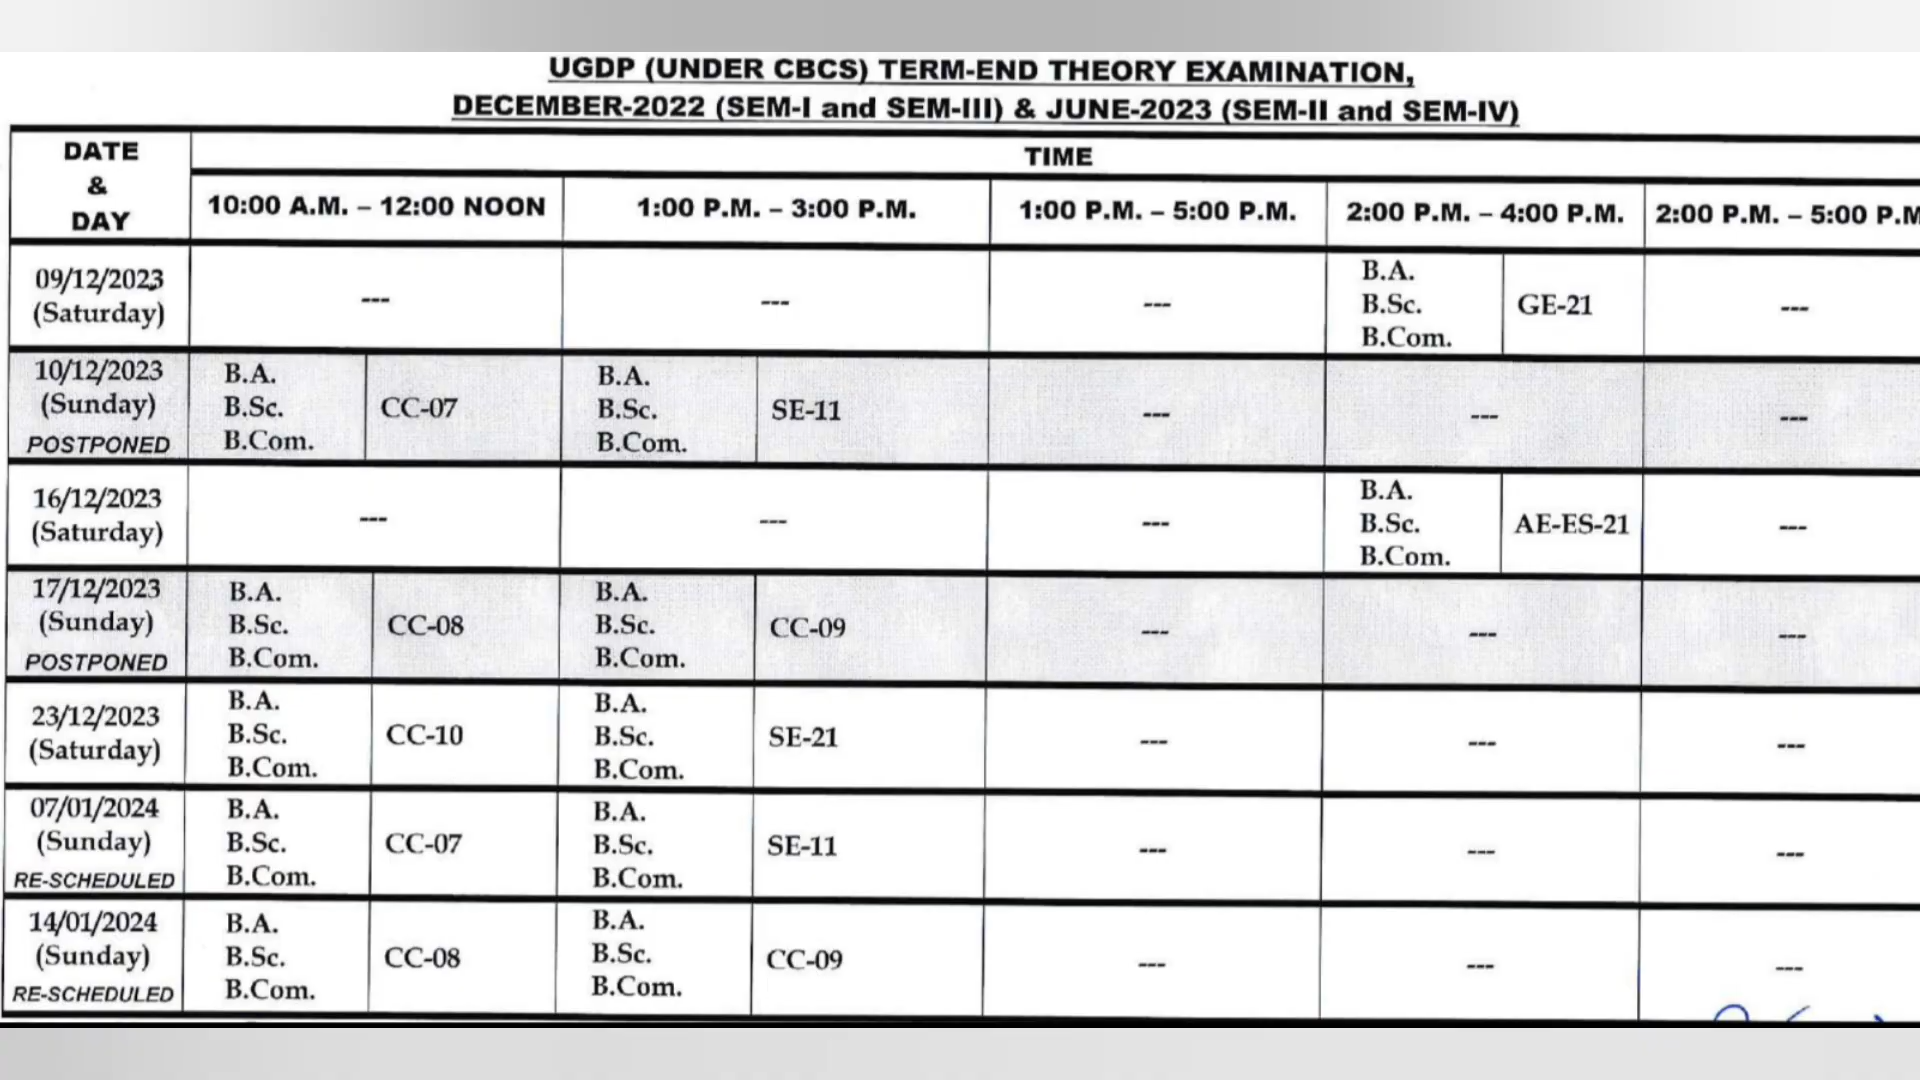 UGDP (UNDER CBCS) TERM-END THEORY EXAMINATION,
DECEMBER-2022 (SEM-I and SEM-III) & JUNE-2023 (SEM-II and SEM-IV)
DATE
&
DAY
TIME
10:00 A.M. – 12:00 NOON
1:00 P.M. – 3:00 P.M.
1:00 P.M. – 5:00 P.M.
2:00 P.M. – 4:00 P.M.
2:00 P.M. – 5:00 P.M
09/12/2023
(Saturday)
---
---
---
B.A.
B.Sc.
B.Com.
GE-21
---
10/12/2023
(Sunday)
POSTPONED
B.A.
B.Sc.
B.Com.
CC-07
B.A.
B.Sc.
B.Com.
SE-11
---
---
---
16/12/2023
(Saturday)
---
---
---
B.A.
B.Sc.
B.Com.
AE-ES-21
---
17/12/2023
(Sunday)
POSTPONED
B.A.
B.Sc.
B.Com.
CC-08
B.A.
B.Sc.
B.Com.
CC-09
---
---
---
23/12/2023
(Saturday)
B.A.
B.Sc.
B.Com.
CC-10
B.A.
B.Sc.
B.Com.
SE-21
---
---
---
07/01/2024
(Sunday)
RE-SCHEDULED
B.A.
B.Sc.
B.Com.
CC-07
B.A.
B.Sc.
B.Com.
SE-11
---
---
---
14/01/2024
(Sunday)
RE-SCHEDULED
B.A.
B.Sc.
B.Com.
CC-08
B.A.
B.Sc.
B.Com.
CC-09
---
---
---